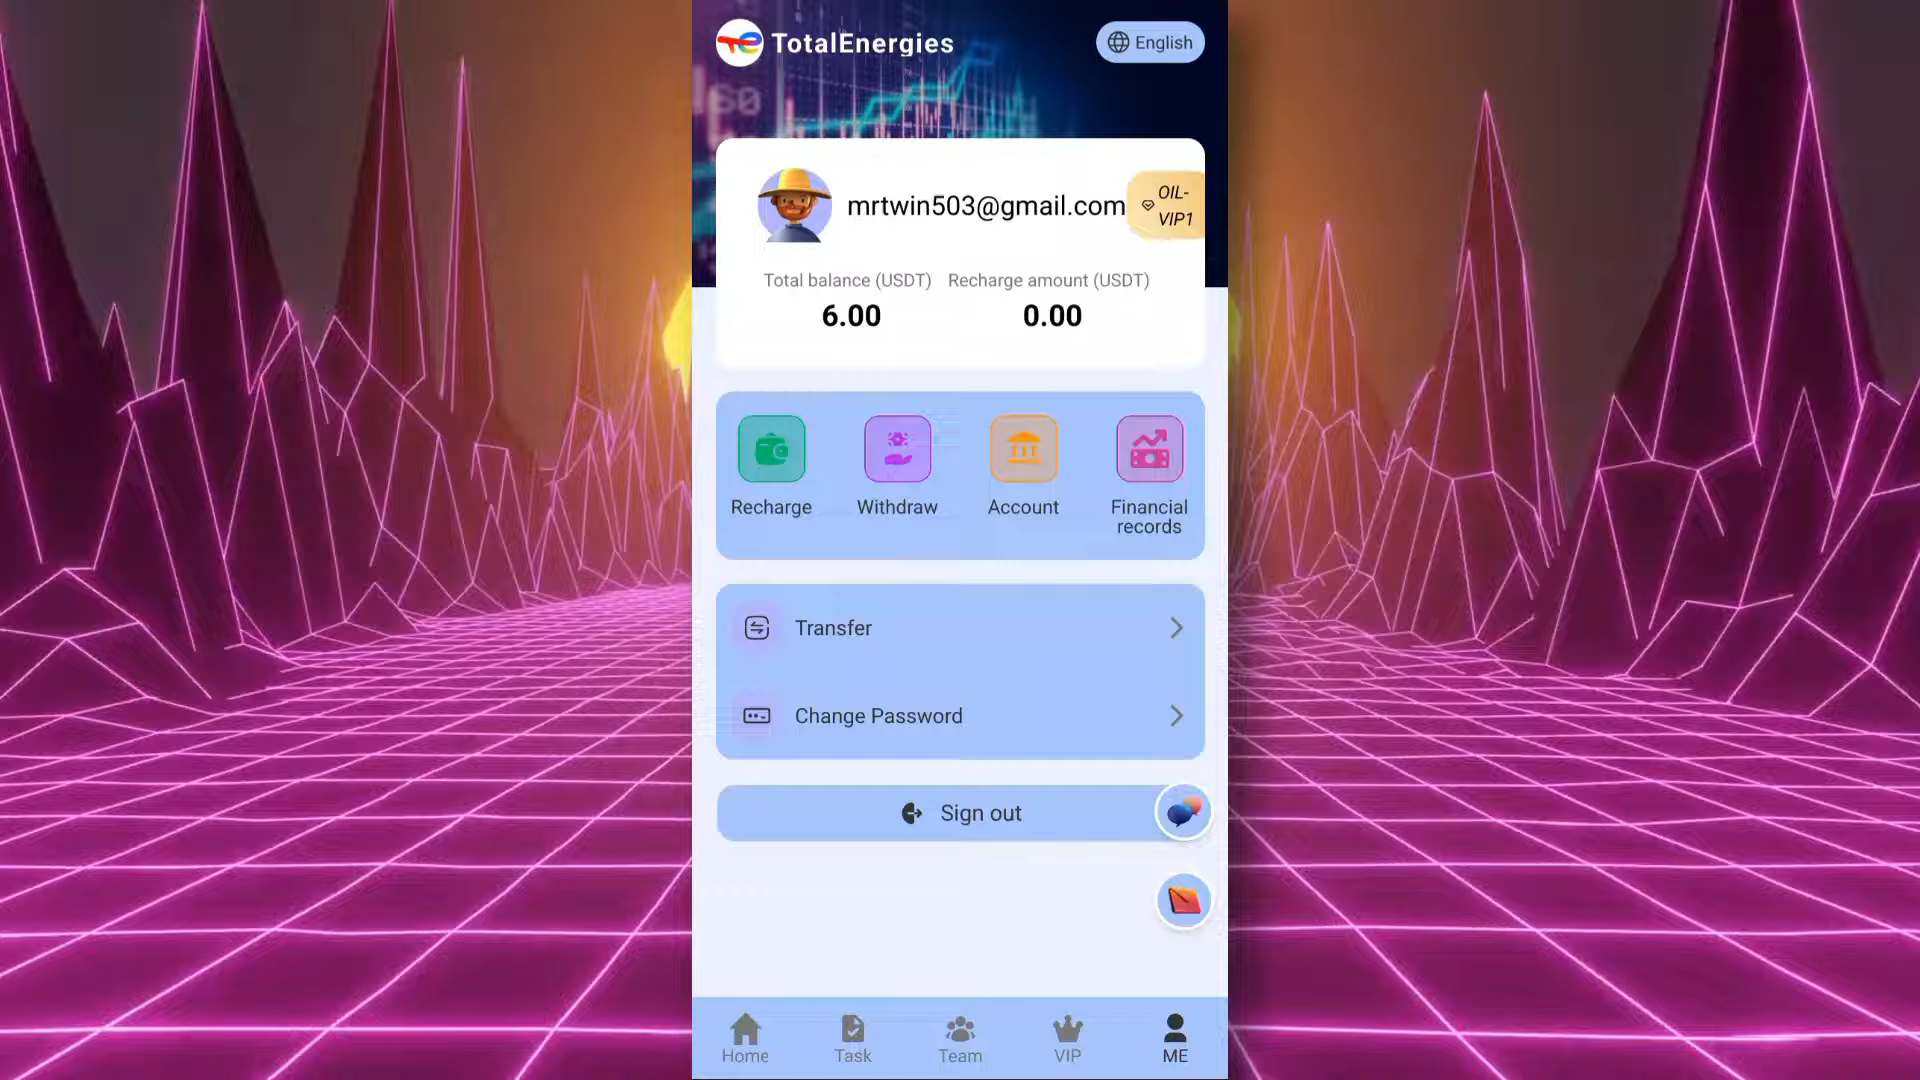 TotalEnergies
English
mrtwin503@gmail.com
OIL-
VIP1
Total balance (USDT)
Recharge amount (USDT)
6.00
0.00
Recharge
Withdraw
Account
Financial
records
Transfer
Change Password
Sign out
Home
Task
Team
VIP
ME